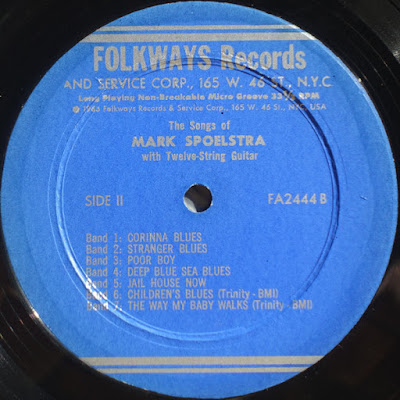 FOLKWAYS Records
AND SERVICE CORP., 165 W. 46 ST., N.Y.C.
Long Playing Non-Breakable Micro Groove 33⅓ RPM
℗ 1963 Folkways Records & Service Corp., 165 W. 46 St., NYC, USA
The Songs of
MARK SPOELSTRA
with Twelve-String Guitar
SIDE II FA2444 B
Band 1: CORINNA BLUES
Band 2: STRANGER BLUES
Band 3: POOR BOY
Band 4: DEEP BLUE SEA BLUES
Band 5: JAIL HOUSE NOW
Band 6: CHILDREN'S BLUES (Trinity-BMI)
Band 7: THE WAY MY BABY WALKS (Trinity-BMI)